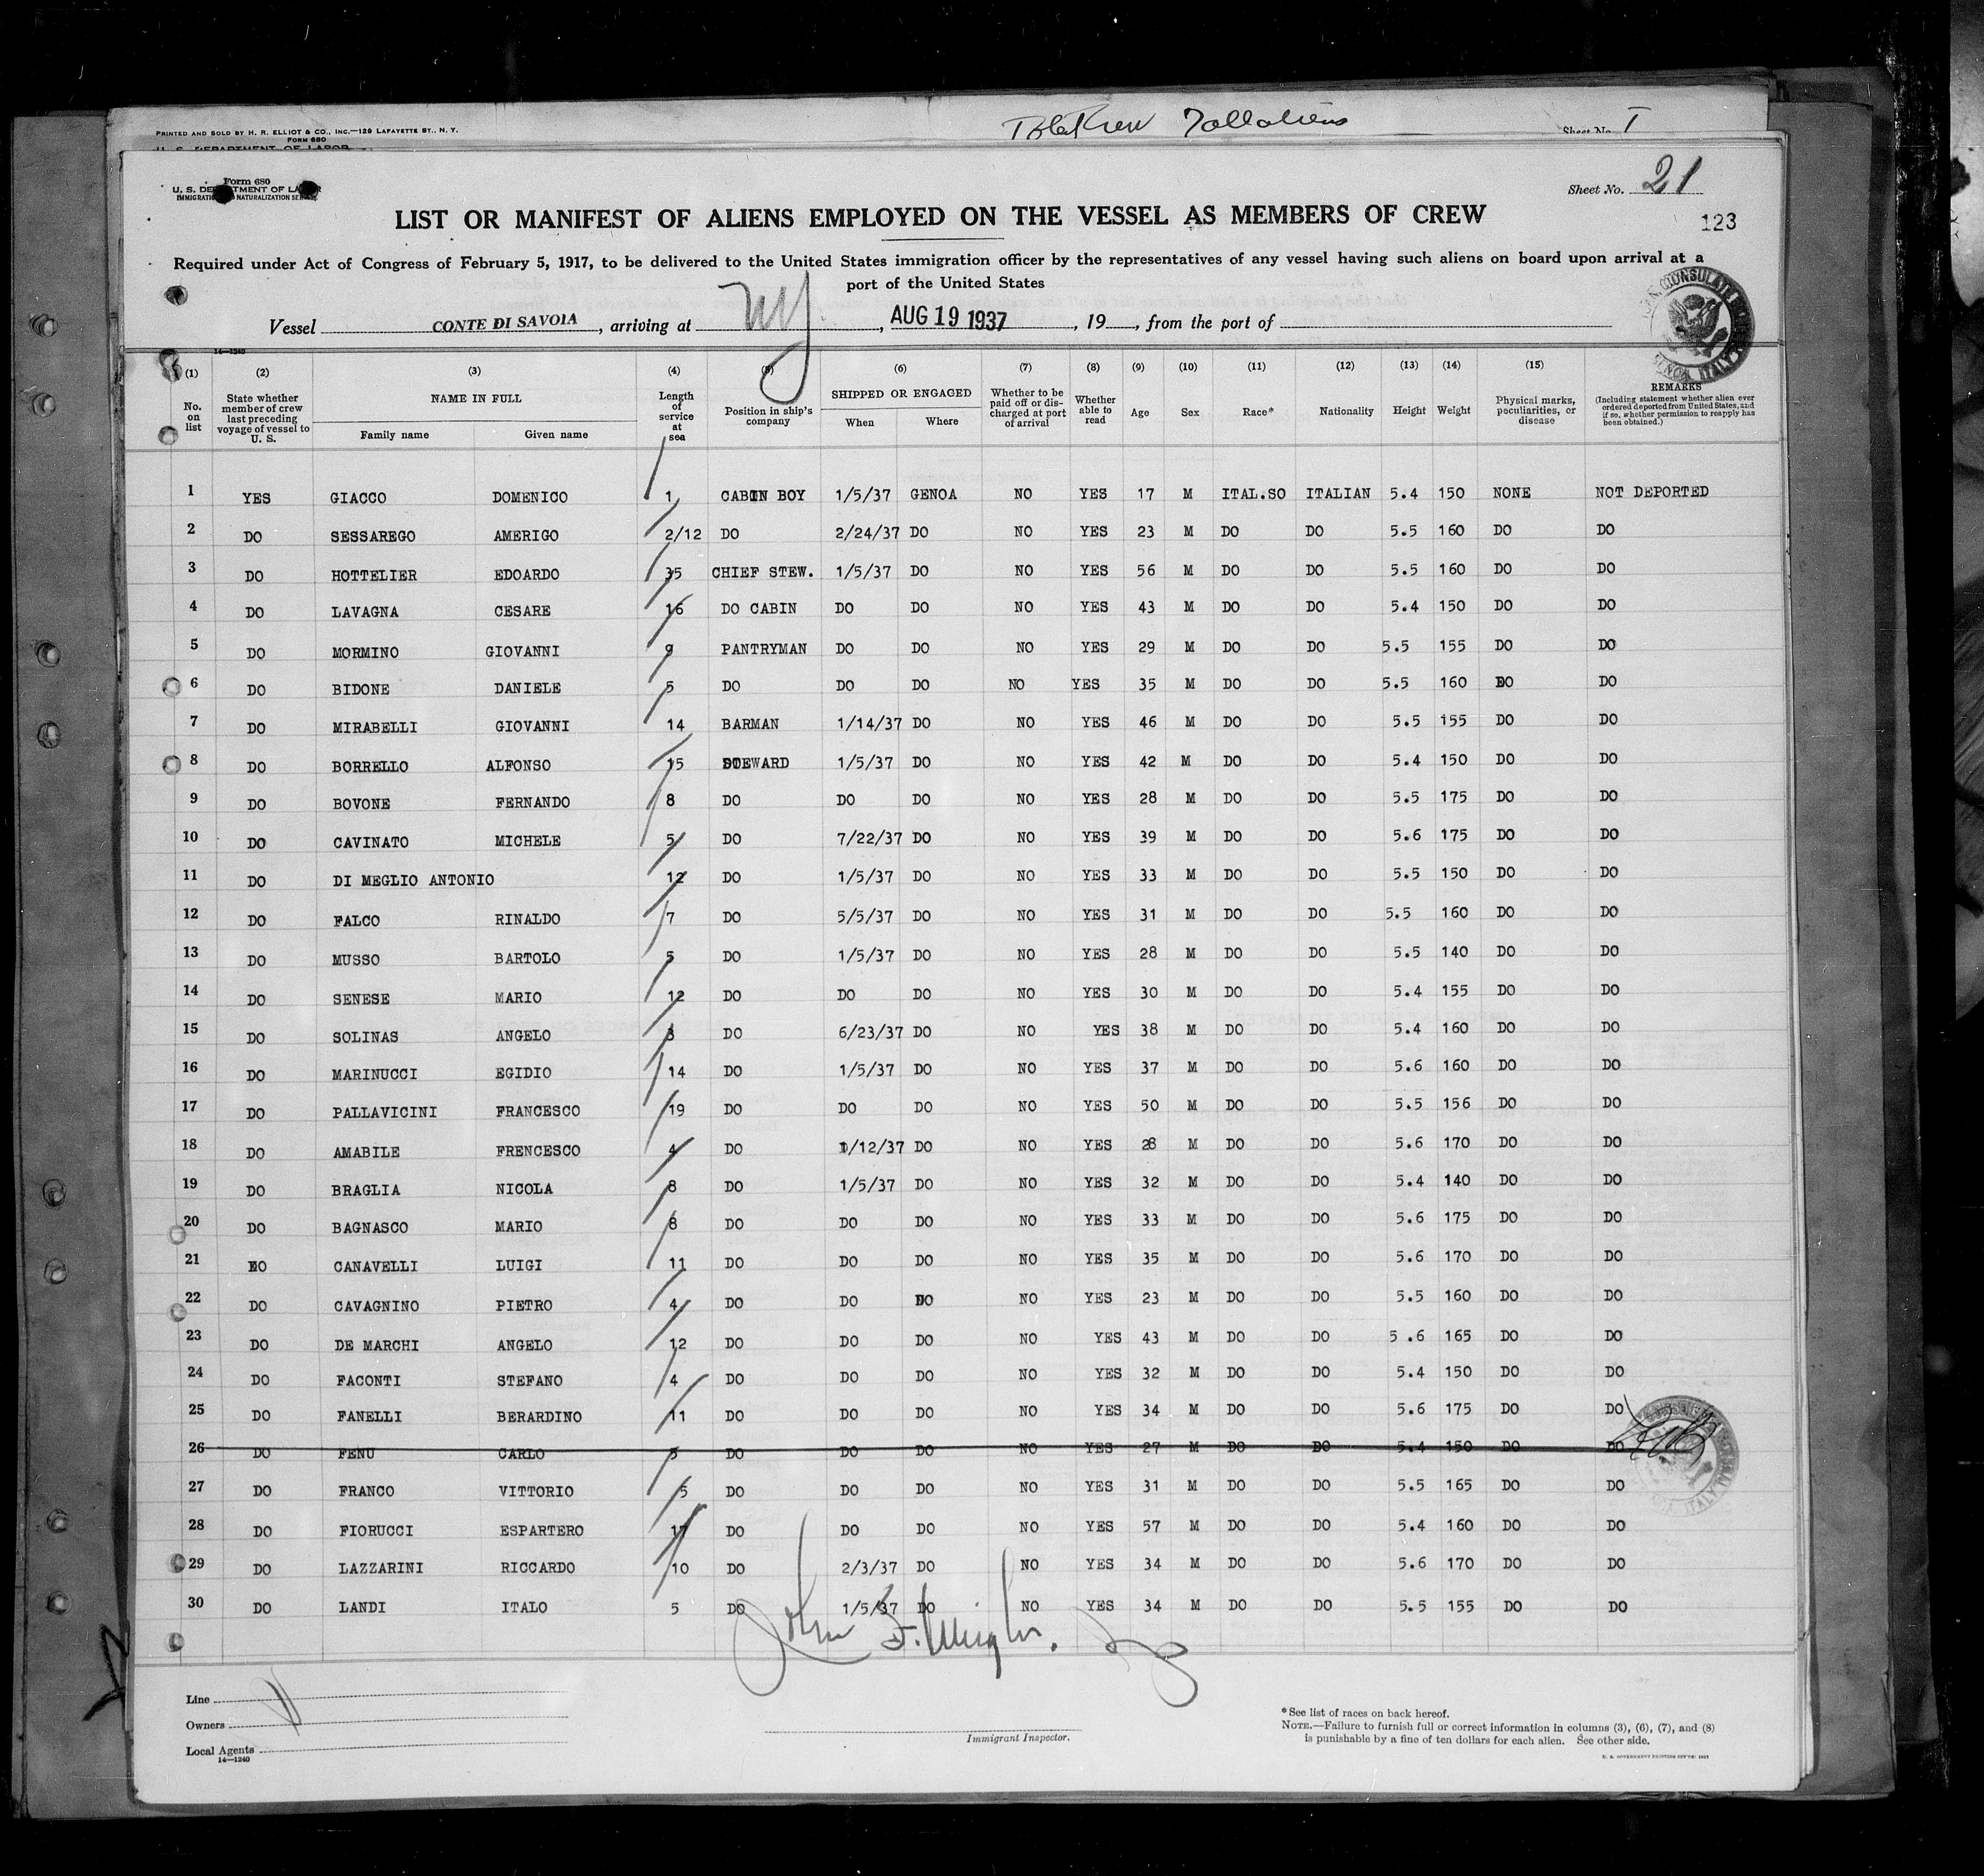 PRINTED AND SOLD BY H. R. ELLIOT & CO., INC.—129 LAFAYETTE ST., N. Y.
FORM 680
U. S. DEPARTMENT OF LABOR
Sheet No. 1
Form 680
U. S. DEPARTMENT OF LABOR
IMMIGRATION AND NATURALIZATION SERVICE
Sheet No. 21
LIST OR MANIFEST OF ALIENS EMPLOYED ON THE VESSEL AS MEMBERS OF CREW
123
Required under Act of Congress of February 5, 1917, to be delivered to the United States immigration officer by the representatives of any vessel having such aliens on board upon arrival at a
port of the United States
Vessel CONTE DI SAVOIA, arriving at NY., AUG 19 1937, 19, from the port of
14—1240
(1) (2) (3) (4) (5) (6) (7) (8) (9) (10) (11) (12) (13) (14) (15)
No. on list State whether member of crew last preceding voyage of vessel to U. S. NAME IN FULL Family name Given name Length of service at sea Position in ship's company SHIPPED OR ENGAGED When Where Whether to be paid off or discharged at port of arrival Whether able to read Age Sex Race* Nationality Height Weight Physical marks, peculiarities, or disease REMARKS (Including statement whether alien ever ordered deported from United States, and if so, whether permission to reapply has been obtained.)
1 YES GIACCO DOMENICO 1 CABIN BOY 1/5/37 GENOA NO YES 17 M ITAL.SO ITALIAN 5.4 150 NONE NOT DEPORTED
2 DO SESSAREGO AMERIGO 2/12 DO 2/24/37 DO NO YES 23 M DO DO 5.5 160 DO DO
3 DO HOTTELIER EDOARDO 35 CHIEF STEW. 1/5/37 DO NO YES 56 M DO DO 5.5 160 DO DO
4 DO LAVAGNA CESARE 16 DO CABIN DO DO NO YES 43 M DO DO 5.4 150 DO DO
5 DO MORMINO GIOVANNI 9 PANTRYMAN DO DO NO YES 29 M DO DO 5.5 155 DO DO
6 DO BIDONE DANIELE 5 DO DO DO NO YES 35 M DO DO 5.5 160 DO DO
7 DO MIRABELLI GIOVANNI 14 BARMAN 1/14/37 DO NO YES 46 M DO DO 5.5 155 DO DO
8 DO BORRELLO ALFONSO 15 STEWARD 1/5/37 DO NO YES 42 M DO DO 5.4 150 DO DO
9 DO BOVONE FERNANDO 8 DO DO DO NO YES 28 M DO DO 5.5 175 DO DO
10 DO CAVINATO MICHELE 5 DO 7/22/37 DO NO YES 39 M DO DO 5.6 175 DO DO
11 DO DI MEGLIO ANTONIO 12 DO 1/5/37 DO NO YES 33 M DO DO 5.5 150 DO DO
12 DO FALCO RINALDO 7 DO 5/5/37 DO NO YES 31 M DO DO 5.5 160 DO DO
13 DO MUSSO BARTOLO 5 DO 1/5/37 DO NO YES 28 M DO DO 5.5 140 DO DO
14 DO SENESE MARIO 12 DO DO DO NO YES 30 M DO DO 5.4 155 DO DO
15 DO SOLINAS ANGELO 3 DO 6/23/37 DO NO YES 38 M DO DO 5.4 160 DO DO
16 DO MARINUCCI EGIDIO 14 DO 1/5/37 DO NO YES 37 M DO DO 5.6 160 DO DO
17 DO PALLAVICINI FRANCESCO 19 DO DO DO NO YES 50 M DO DO 5.5 156 DO DO
18 DO AMABILE FRENCESCO 4 DO 1/12/37 DO NO YES 28 M DO DO 5.6 170 DO DO
19 DO BRAGLIA NICOLA 8 DO 1/5/37 DO NO YES 32 M DO DO 5.4 140 DO DO
20 DO BAGNASCO MARIO 8 DO DO DO NO YES 33 M DO DO 5.6 175 DO DO
21 DO CANAVELLI LUIGI 11 DO DO DO NO YES 35 M DO DO 5.6 170 DO DO
22 DO CAVAGNINO PIETRO 4 DO DO DO NO YES 23 M DO DO 5.5 160 DO DO
23 DO DE MARCHI ANGELO 12 DO DO DO NO YES 43 M DO DO 5 .6 165 DO DO
24 DO FACONTI STEFANO 4 DO DO DO NO YES 32 M DO DO 5.4 150 DO DO
25 DO FANELLI BERARDINO 11 DO DO DO NO YES 34 M DO DO 5.6 175 DO DO
26 DO FENU CARLO 5 DO DO DO NO YES 27 M DO DO 5.4 150 DO DO
27 DO FRANCO VITTORIO 5 DO DO DO NO YES 31 M DO DO 5.5 165 DO DO
28 DO FIORUCCI ESPARTERO 17 DO DO DO NO YES 57 M DO DO 5.4 160 DO DO
29 DO LAZZARINI RICCARDO 10 DO 2/3/37 DO NO YES 34 M DO DO 5.6 170 DO DO
30 DO LANDI ITALO 5 DO 1/5/37 DO NO YES 34 M DO DO 5.5 155 DO DO
John F.
Line
Owners
Local Agents
14—1240
Immigrant Inspector.
*See list of races on back hereof.
NOTE.—Failure to furnish full or correct information in columns (3), (6), (7), and (8)
is punishable by a fine of ten dollars for each alien. See other side.